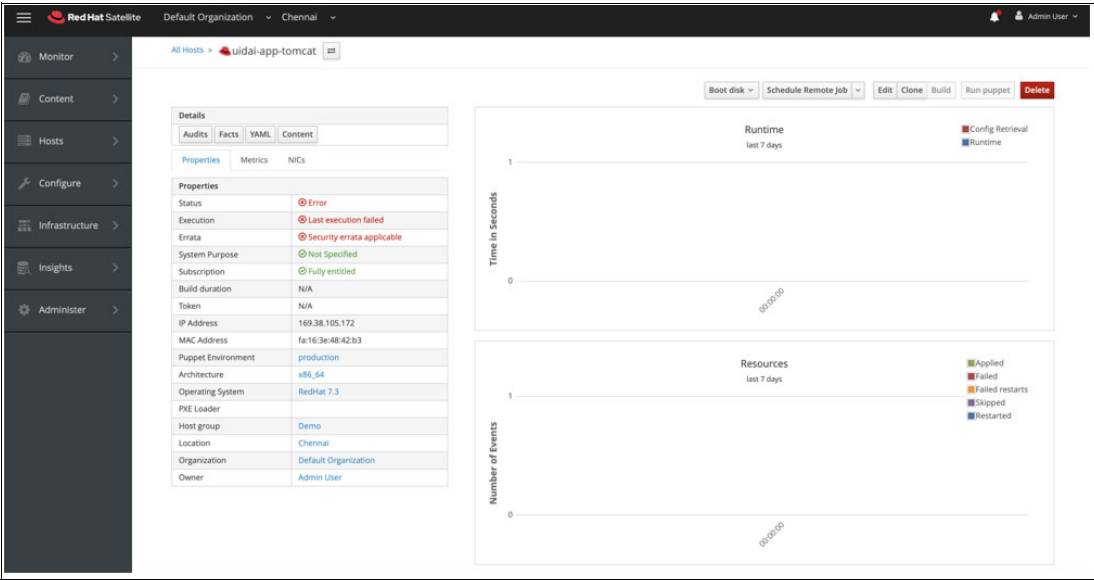 Red Hat Satellite Default Organization Chennai Admin User
Monitor
Content
Hosts
Configure
Infrastructure
Insights
Administer
All Hosts » uidai-app-tomcat
Boot disk Schedule Remote Job Edit Clone Build Run puppet Delete
Details
Audits Facts YAML Content
Properties Metrics NICs
Properties
Status Error
Execution Last execution failed
Errata Security errata applicable
System Purpose Not Specified
Subscription Fully entitled
Build duration N/A
Token N/A
IP Address 169.38.105.172
MAC Address fa:16:3e:48:42:b3
Puppet Environment production
Architecture x86_64
Operating System RedHat 7.3
PXE Loader
Host group Demo
Location Chennai
Organization Default Organization
Owner Admin User
Runtime
last 7 days
Config Retrieval
Runtime
Time in Seconds
1
0
00:00:00
Resources
last 7 days
Applied
Failed
Failed restarts
Skipped
Restarted
Number of Events
1
0
00:00:00